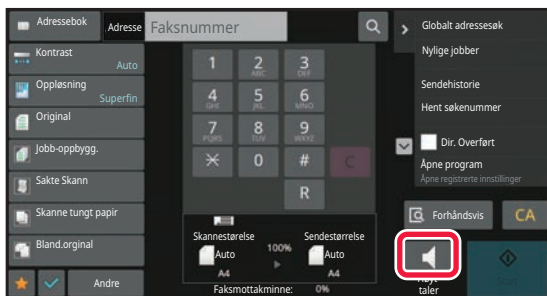 Adressebok
Adresse
Faksnummer
Kontrast
Auto
Oppløsning
Superfin
Original
Jobb-oppbygg.
Sakte Skann
Skanne tungt papir
Bland.orginal
Andre
1
2
ABC
3
DEF
4
GHI
5
JKL
6
MNO
7
PQRS
8
TUV
9
WXYZ
0
#
C
R
Skannestørelse
Sendestørrelse
Auto
100%
Auto
A4
A4
Faksmottakminne: 0%
Globalt adressesøk
Nylige jobber
Sendehistorie
Hent søkenummer
Dir. Overført
Åpne program
Åpne registrerte innstillinger
Forhåndsvis
CA
Høyt-
taler
Start